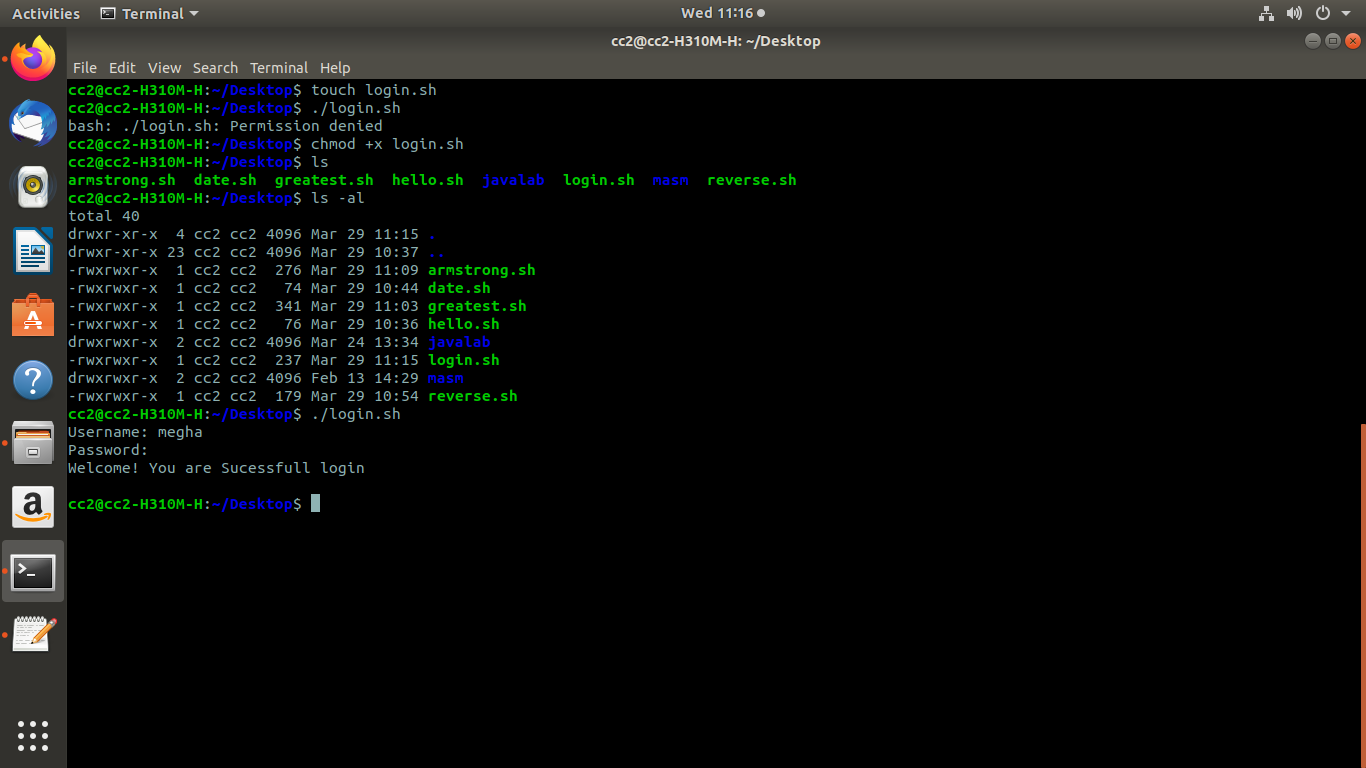 Activities Terminal Wed 11:16
cc2@cc2-H310M-H: ~/Desktop
File Edit View Search Terminal Help
cc2@cc2-H310M-H:~/Desktop$ touch login.sh
cc2@cc2-H310M-H:~/Desktop$ ./login.sh
bash: ./login.sh: Permission denied
cc2@cc2-H310M-H:~/Desktop$ chmod +x login.sh
cc2@cc2-H310M-H:~/Desktop$ ls
armstrong.sh date.sh greatest.sh hello.sh javalab login.sh masm reverse.sh
cc2@cc2-H310M-H:~/Desktop$ ls -al
total 40
drwxr-xr-x 4 cc2 cc2 4096 Mar 29 11:15 .
drwxr-xr-x 23 cc2 cc2 4096 Mar 29 10:37 ..
-rwxrwxr-x 1 cc2 cc2 276 Mar 29 11:09 armstrong.sh
-rwxrwxr-x 1 cc2 cc2 74 Mar 29 10:44 date.sh
-rwxrwxr-x 1 cc2 cc2 341 Mar 29 11:03 greatest.sh
-rwxrwxr-x 1 cc2 cc2 76 Mar 29 10:36 hello.sh
drwxrwxr-x 2 cc2 cc2 4096 Mar 24 13:34 javalab
-rwxrwxr-x 1 cc2 cc2 237 Mar 29 11:15 login.sh
drwxrwxr-x 2 cc2 cc2 4096 Feb 13 14:29 masm
-rwxrwxr-x 1 cc2 cc2 179 Mar 29 10:54 reverse.sh
cc2@cc2-H310M-H:~/Desktop$ ./login.sh
Username: megha
Password:
Welcome! You are Sucessfull login
cc2@cc2-H310M-H:~/Desktop$